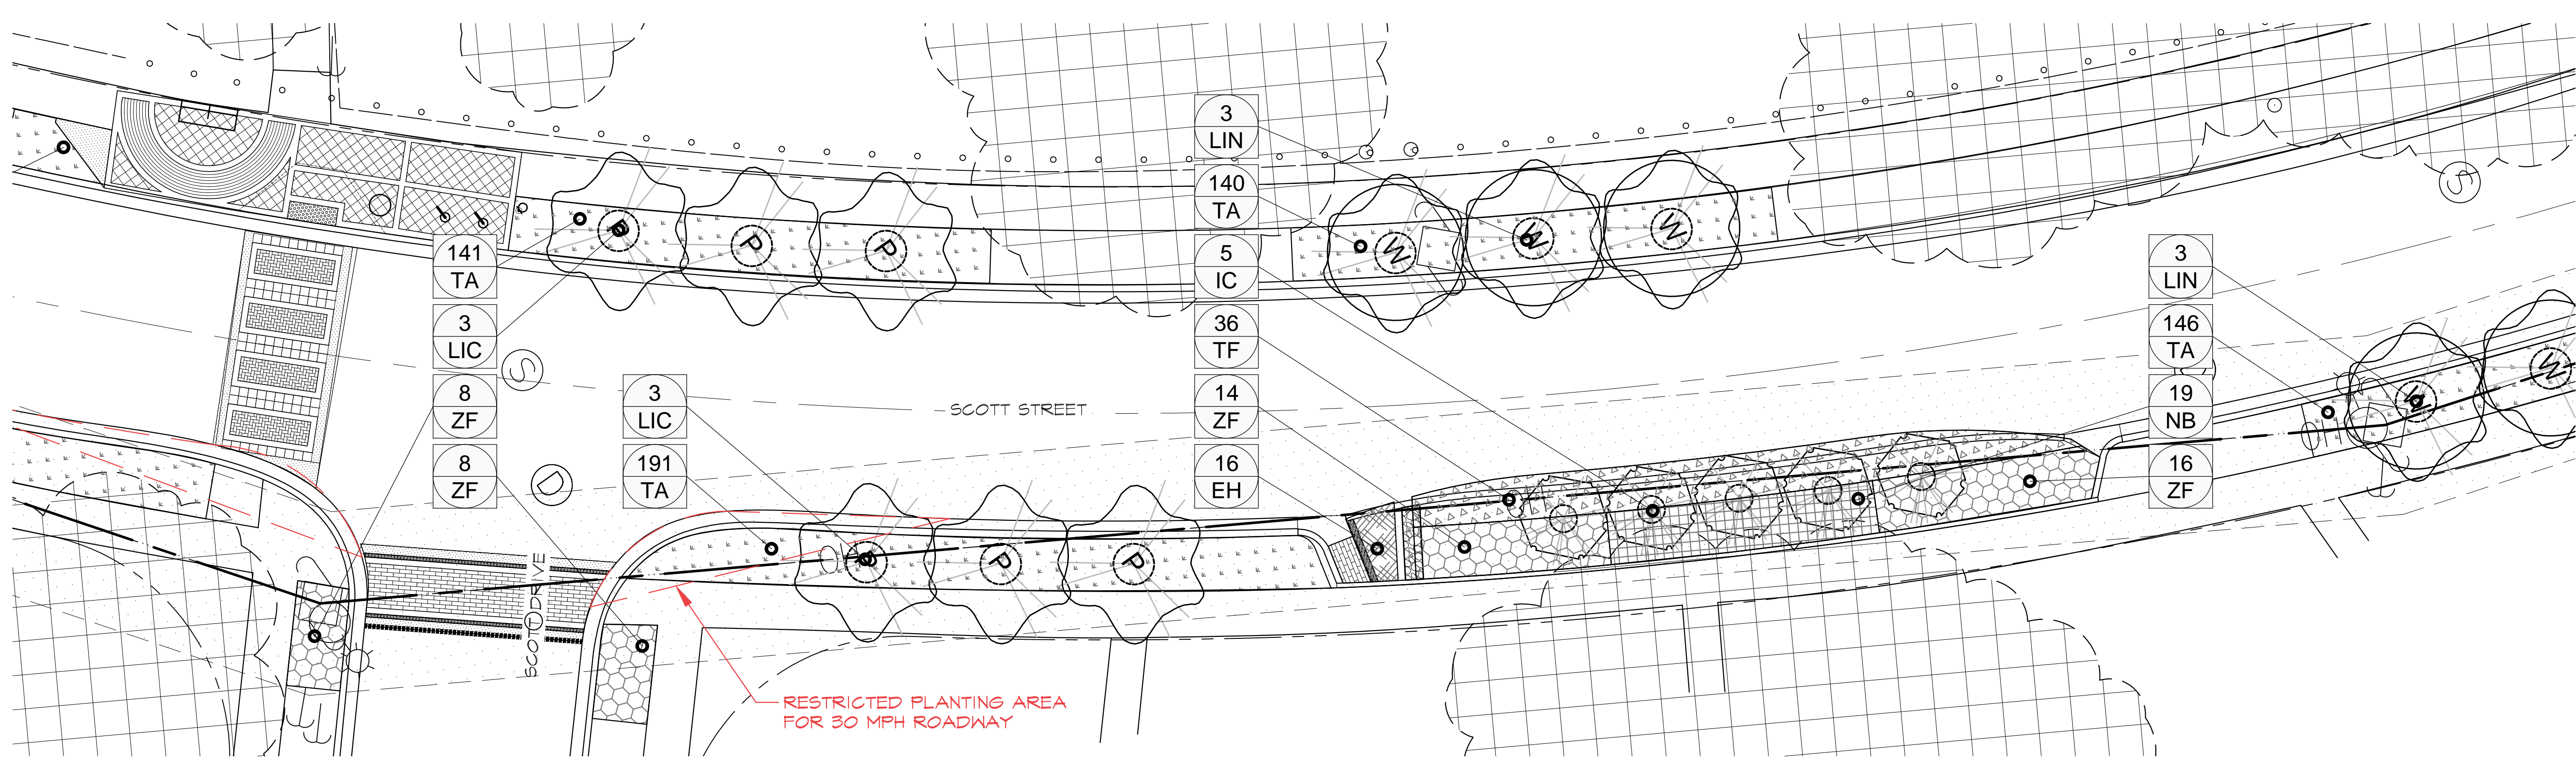 3
LIN
140
TA
5
IC
36
TF
14
ZF
16
EH
141
TA
3
LIC
8
ZF
8
ZF
3
LIC
191
TA
3
LIN
146
TA
19
NB
16
ZF
P
P
P
W
W
W
S
S
D
SCOTT STREET
W
W
P
P
P
SCOTT DRIVE
RESTRICTED PLANTING AREA
FOR 30 MPH ROADWAY